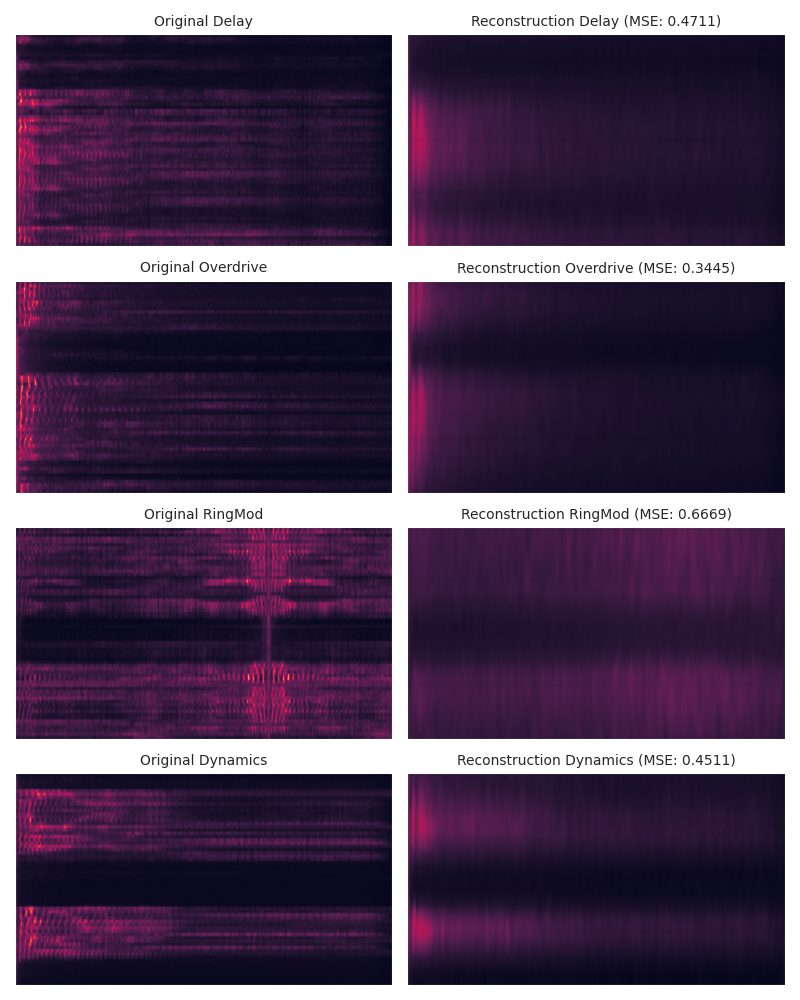 Original Delay
Reconstruction Delay (MSE: 0.4711)
Original Overdrive
Reconstruction Overdrive (MSE: 0.3445)
Original RingMod
Reconstruction RingMod (MSE: 0.6669)
Original Dynamics
Reconstruction Dynamics (MSE: 0.4511)